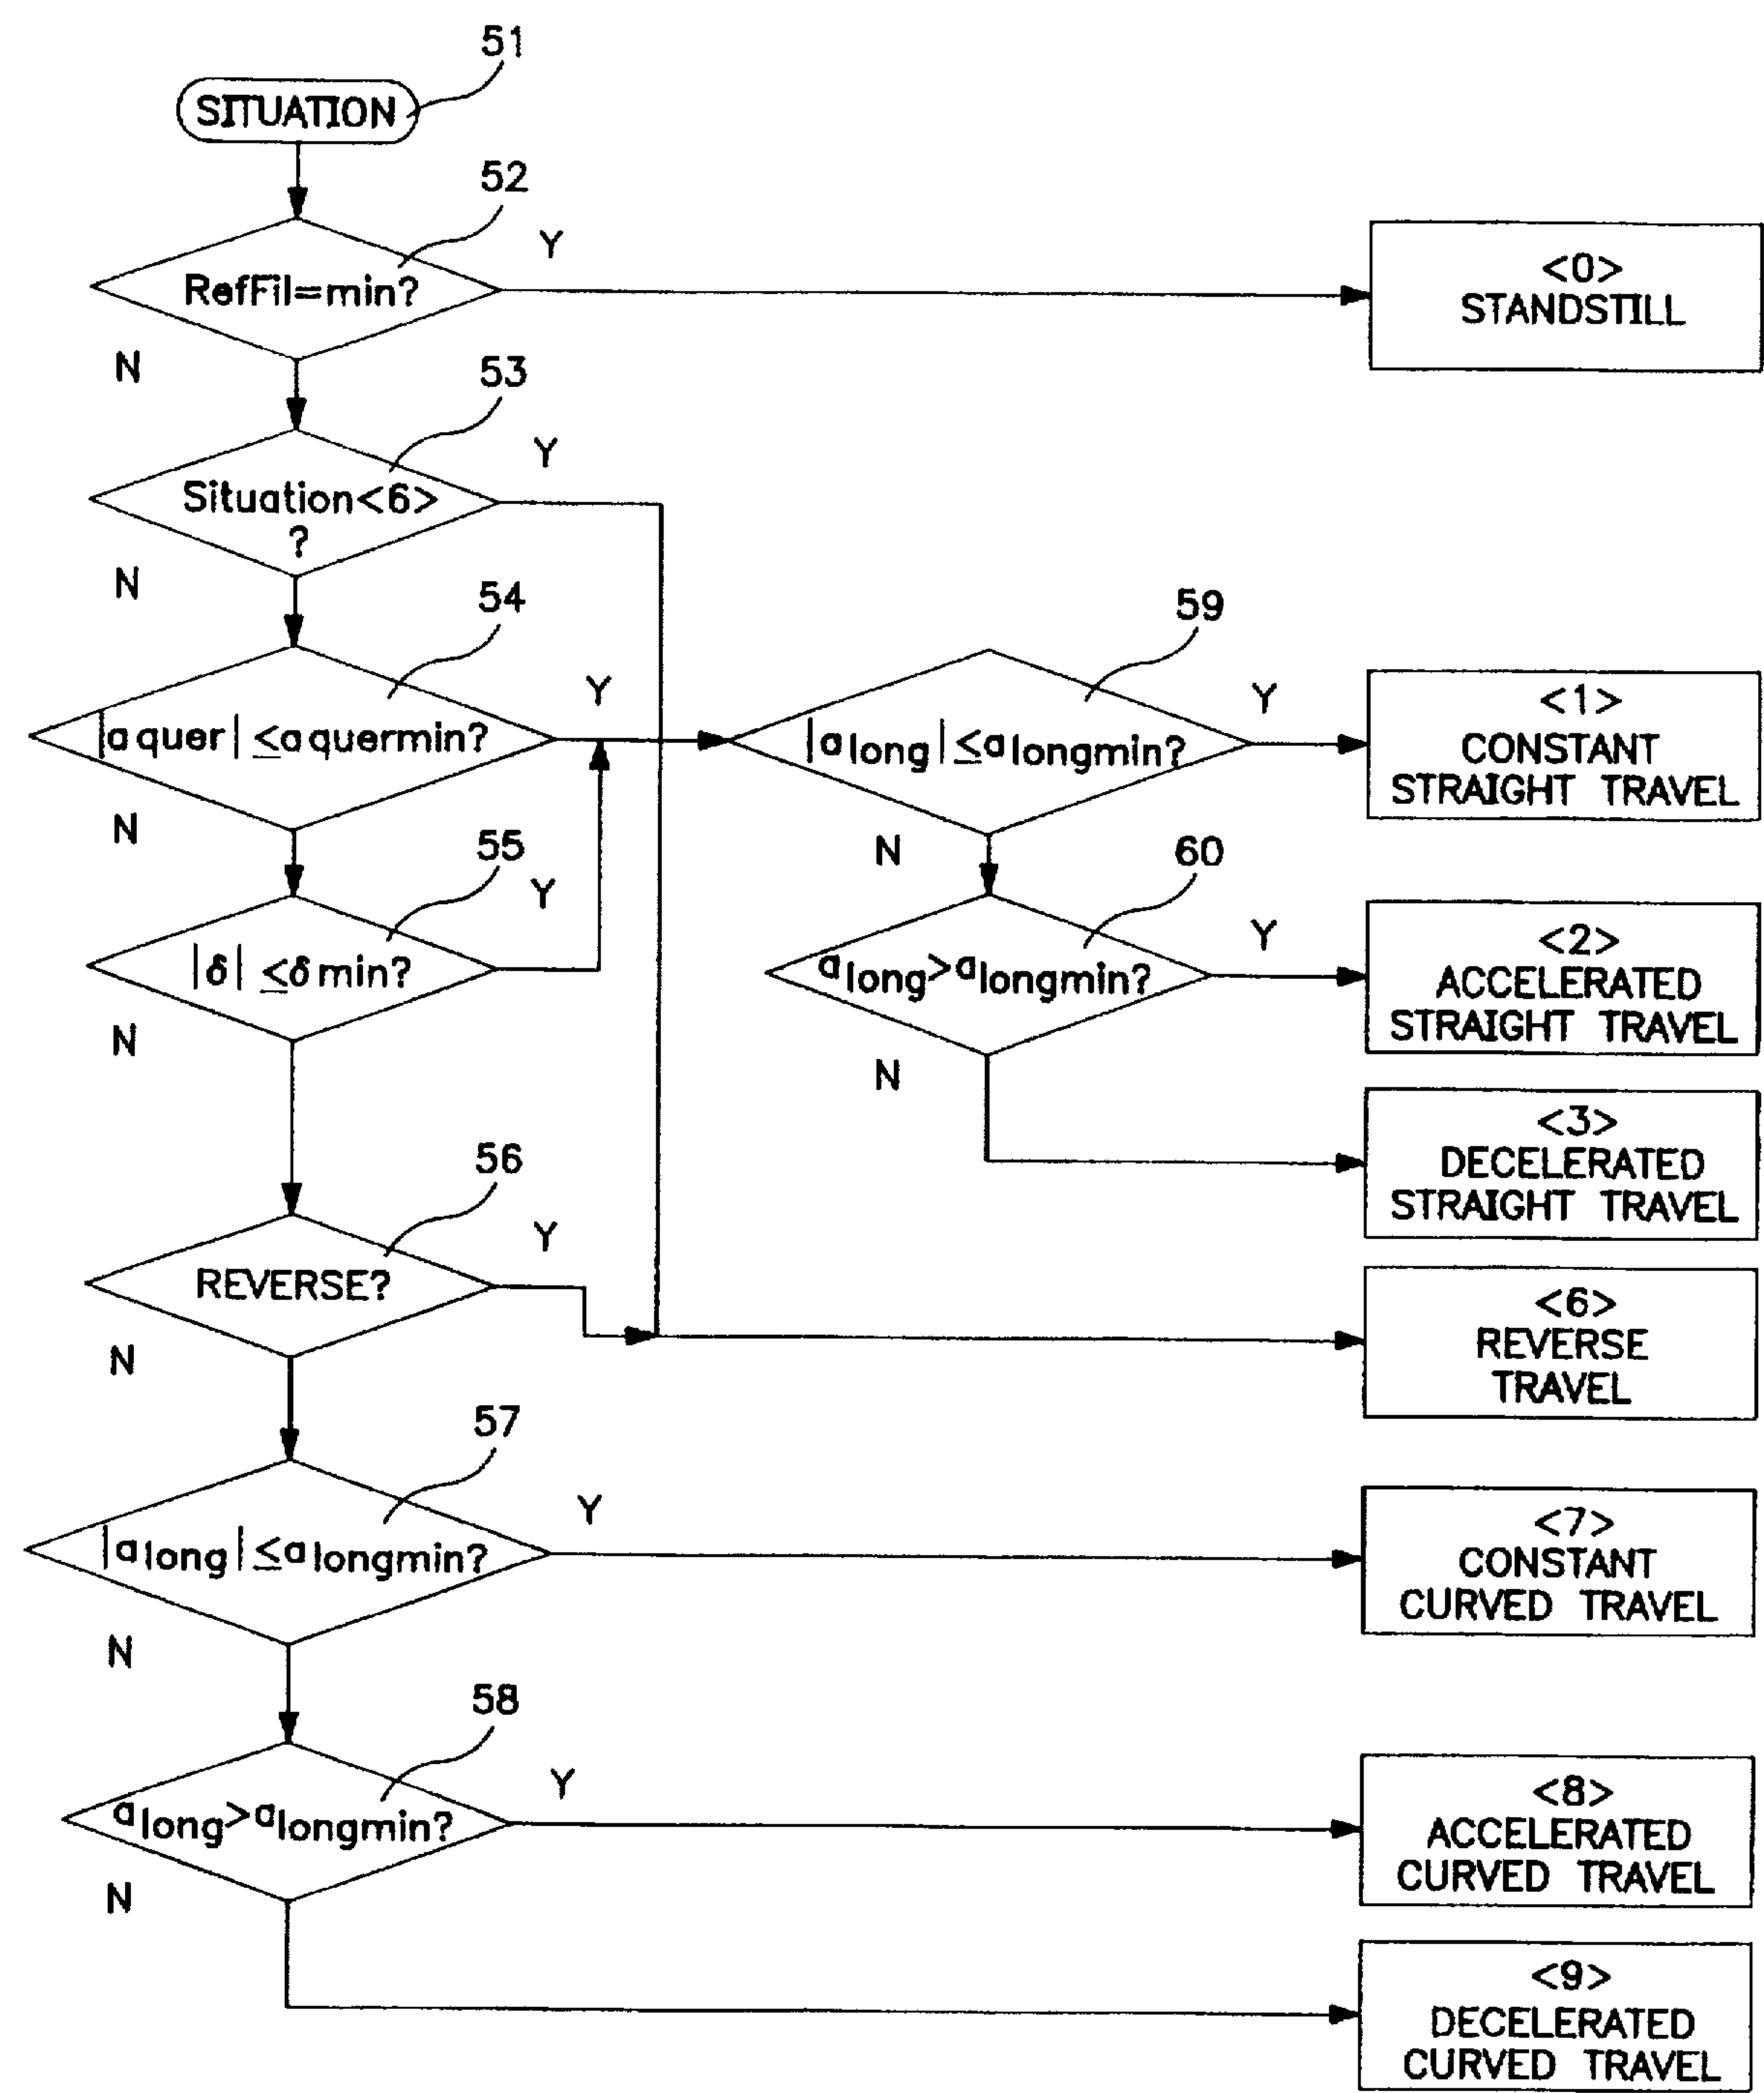 51
SITUATION
52
Y
RefFil=min?
<0>
STANDSTILL
N
53
Y
Situation<6>
?
N
54
59
Y
Y
|a quer| ≤a quermin?
|a long| ≤a longmin?
<1>
CONSTANT
STRAIGHT TRAVEL
N
55
N
60
Y
Y
|δ| ≤δ min?
a long>a longmin?
<2>
ACCELERATED
STRAIGHT TRAVEL
N
N
<3>
DECELERATED
STRAIGHT TRAVEL
56
Y
REVERSE?
<6>
REVERSE
TRAVEL
N
57
Y
|a long| ≤a longmin?
<7>
CONSTANT
CURVED TRAVEL
N
58
Y
a long>a longmin?
<8>
ACCELERATED
CURVED TRAVEL
N
<9>
DECELERATED
CURVED TRAVEL